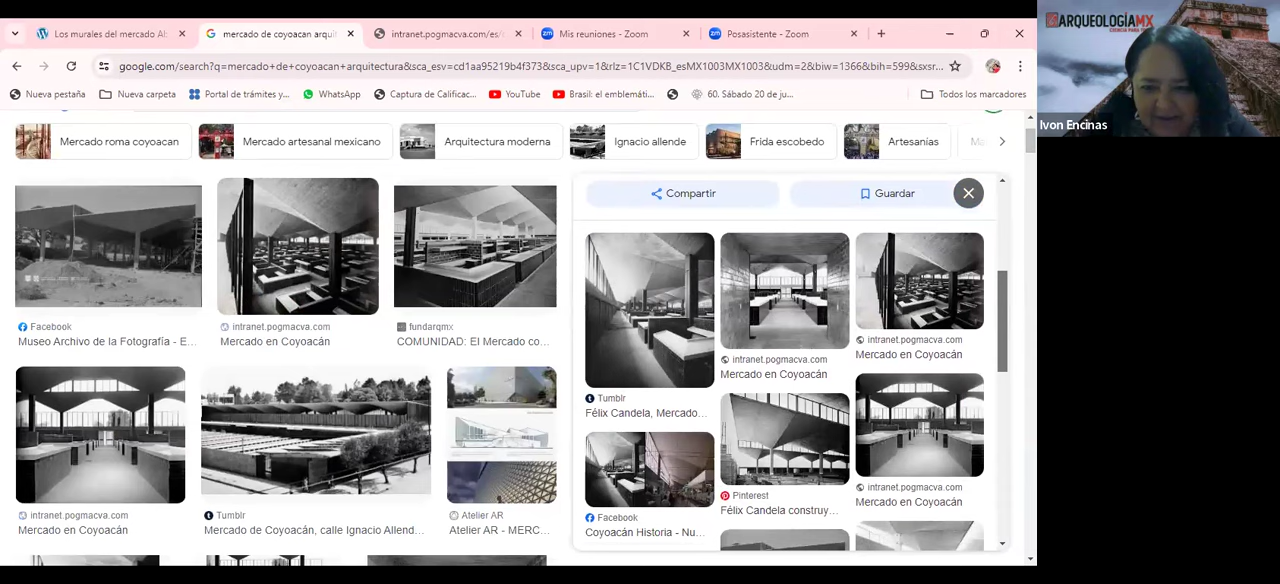 Los murales del mercado Al
mercado de coyoacan arqui
intranet.pogmacva.com/es/
Mis reuniones - Zoom
Posasistente - Zoom
google.com/search?q=mercado+de+coyoacan+arquitectura&sca_esv=cd1aa95219b4f373&sca_upv=1&rlz=1C1VDKB_esMX1003MX1003&udm=2&biw=1366&bih=599&sxsr...
Nueva pestaña
Nueva carpeta
Portal de trámites y...
WhatsApp
Captura de Calificac...
YouTube
Brasil: el emblemáti...
60. Sábado 20 de ju...
Todos los marcadores
Mercado roma coyoacan
Mercado artesanal mexicano
Arquitectura moderna
Ignacio allende
Frida escobedo
Artesanías
Compartir
Guardar
Facebook
Museo Archivo de la Fotografía - E...
intranet.pogmacva.com
Mercado en Coyoacán
fundarqmx
COMUNIDAD: El Mercado co...
intranet.pogmacva.com
Mercado en Coyoacán
Tumblr
Mercado de Coyoacán, calle Ignacio Allend...
Atelier AR
Atelier AR - MERC...
Tumblr
Félix Candela, Mercado...
intranet.pogmacva.com
Mercado en Coyoacán
intranet.pogmacva.com
Mercado en Coyoacán
Facebook
Coyoacán Historia - Nu...
Pinterest
Félix Candela construy...
intranet.pogmacva.com
Mercado en Coyoacán
ARQUEOLOGÍAMX
Ivon Encinas